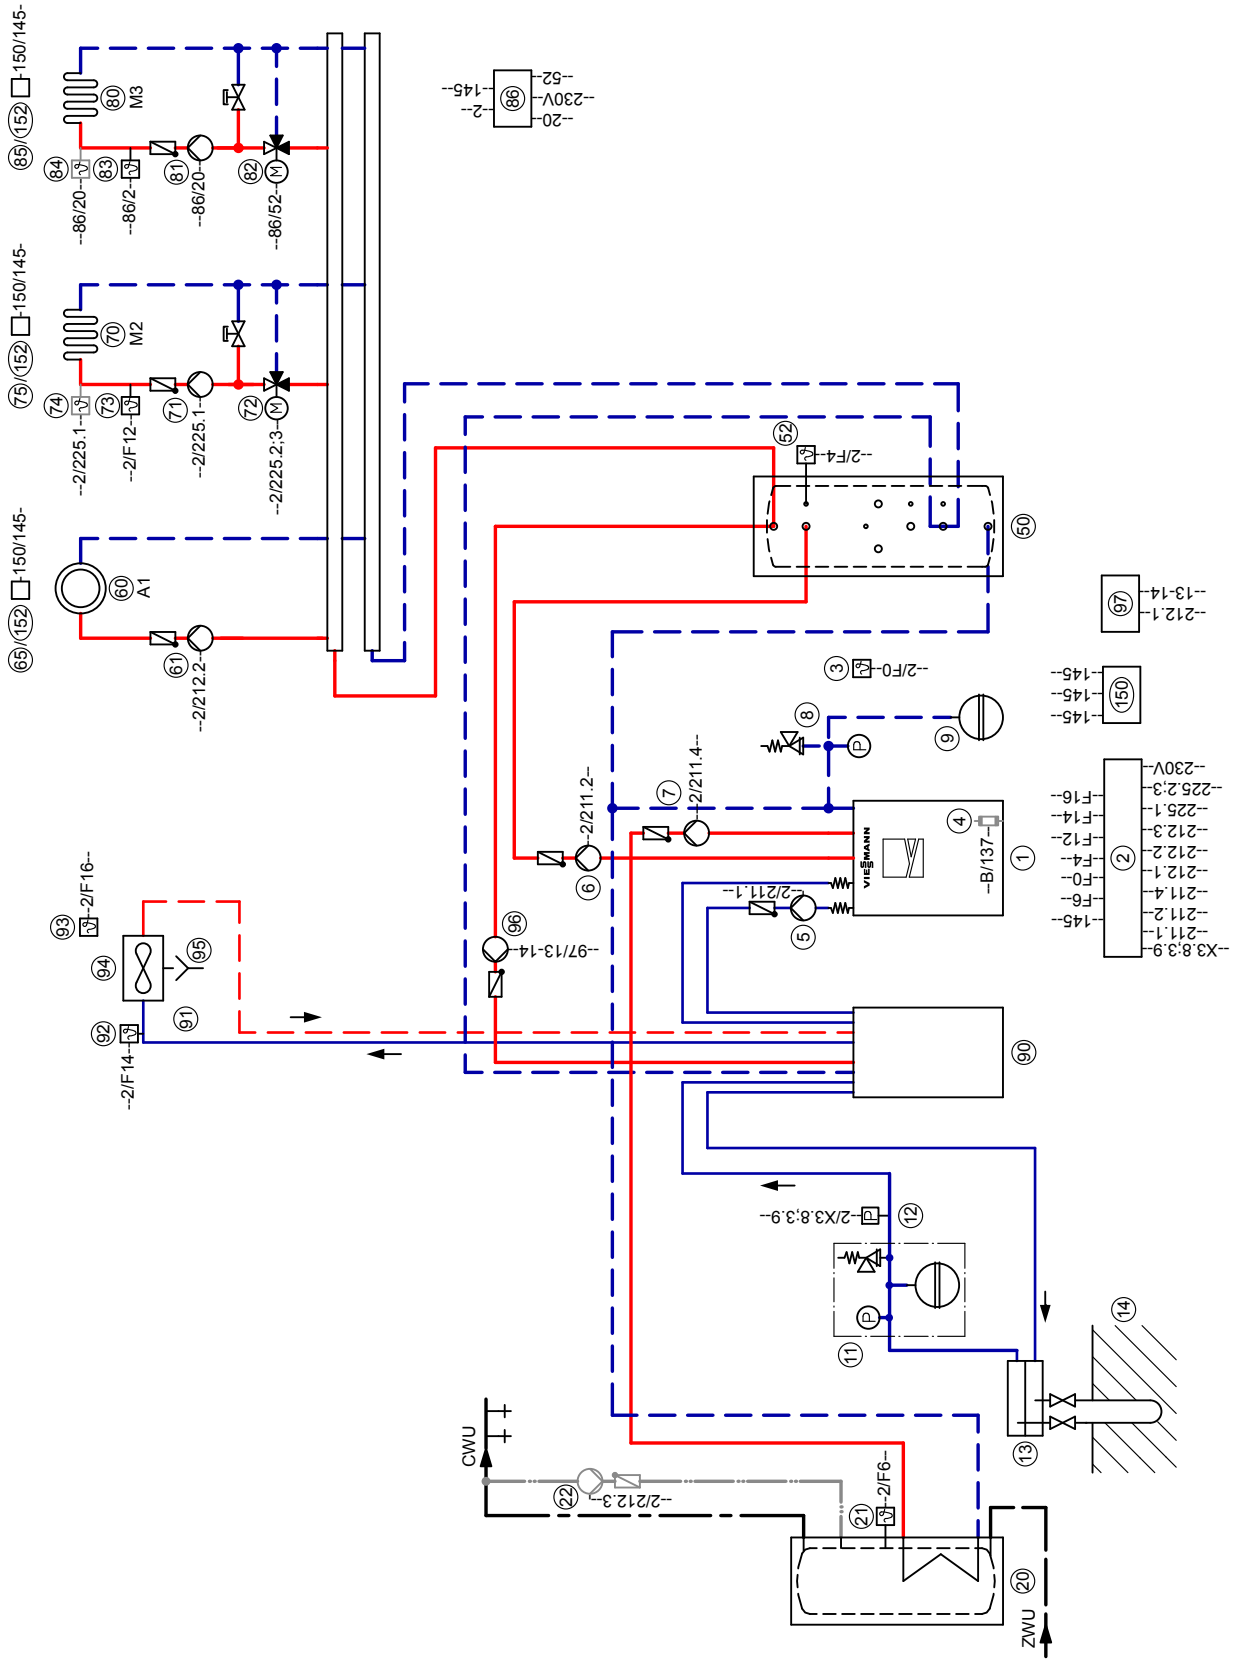 85/152 -150/145-
80
M3
84
--86/20--
83
--86/2--
81
--86/20--
82
M
--86/52--
75/152 -150/145-
70
M2
74
--2/225.1--
73
--2/F12--
71
--2/225.1--
72
M
--2/225.2;3--
65/152 -150/145-
60
A1
61
--2/212.2--
86
--145--
--2--
--52--
--230V--
--20--
52
--2/F4--
50
97
--13-14--
--212.1--
3
--2/F0--
150
--145--
--145--
--145--
8
P
9
7
--2/211.4--
6
--2/211.2--
VIESMANN
4
--B/137--
1
5
--2/211.1--
2
--F16--
--F14--
--F12--
--F4--
--F0--
--F6--
--145--
--230V--
--225.2;3--
--225.1--
--212.3--
--212.2--
--212.1--
--211.4--
--211.2--
--211.1--
--X3.8;3.9--
93
--2/F16--
94
95
92
--2/F14--
91
96
--97/13-14--
90
12
P
--2/X3.8;3.9--
11
P
13
14
CWU
22
--2/212.3--
21
--2/F6--
20
ZWU